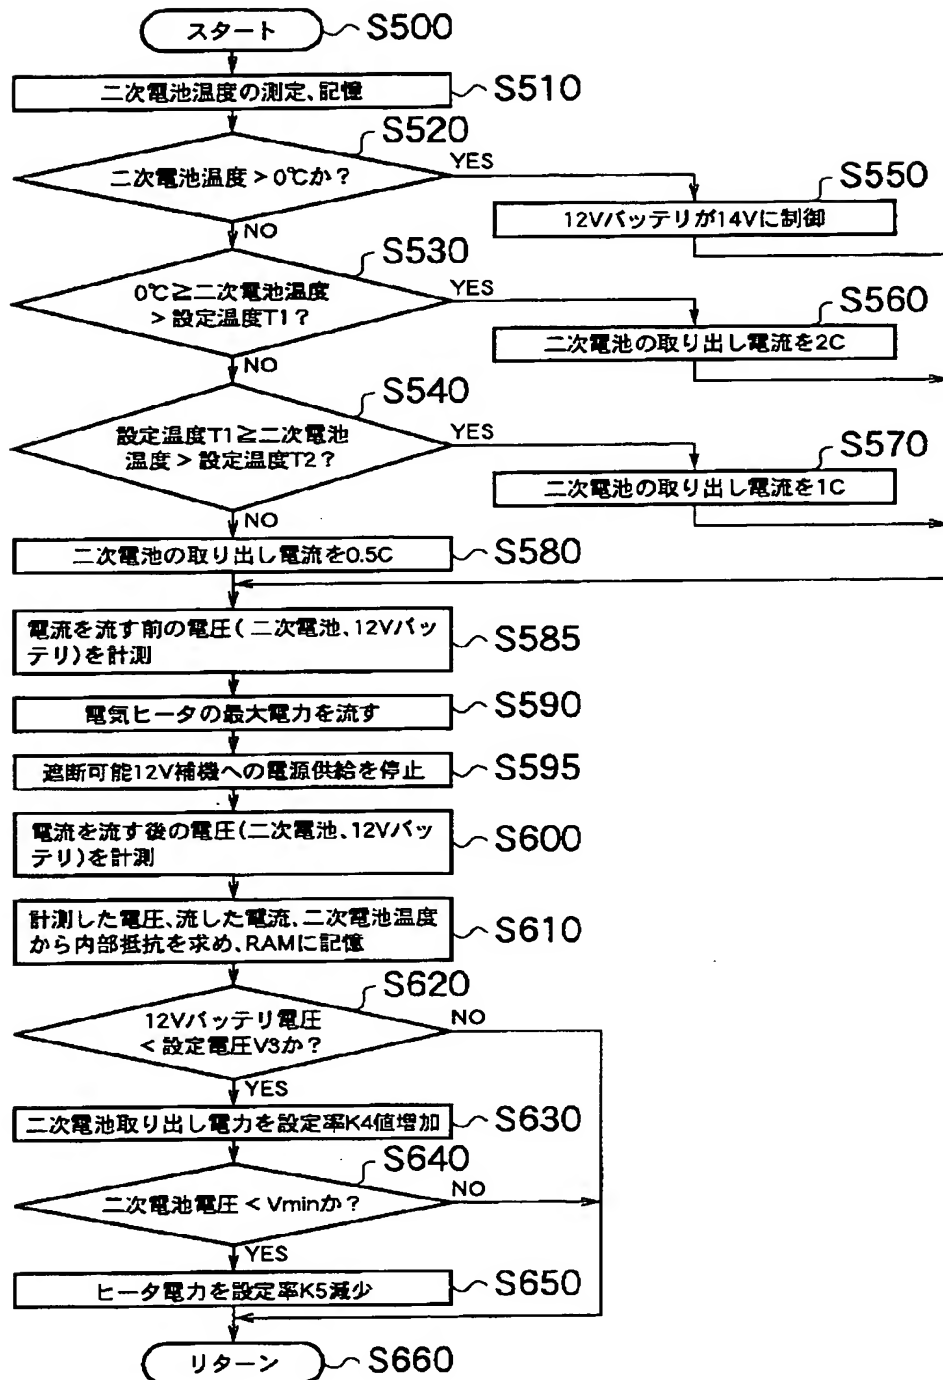 スタート
S500
二次電池温度の測定、記憶
S510
S520
二次電池温度 > 0℃か？
YES
NO
S550
12Vバッテリが14Vに制御
S530
0℃≧二次電池温度
> 設定温度T1？
YES
NO
S560
二次電池の取り出し電流を2C
S540
設定温度T1≧二次電池
温度 > 設定温度T2？
YES
NO
S570
二次電池の取り出し電流を1C
二次電池の取り出し電流を0.5C
S580
電流を流す前の電圧(二次電池、12Vバッ
テリ)を計測
S585
電気ヒータの最大電力を流す
S590
遮断可能12V補機への電源供給を停止
S595
電流を流す後の電圧(二次電池、12Vバッ
テリ)を計測
S600
計測した電圧、流した電流、二次電池温度
から内部抵抗を求め、RAMに記憶
S610
S620
12Vバッテリ電圧
< 設定電圧V3か？
NO
YES
二次電池取り出し電力を設定率K4値増加
S630
S640
二次電池電圧 < Vminか？
NO
YES
ヒータ電力を設定率K5減少
S650
リターン
S660